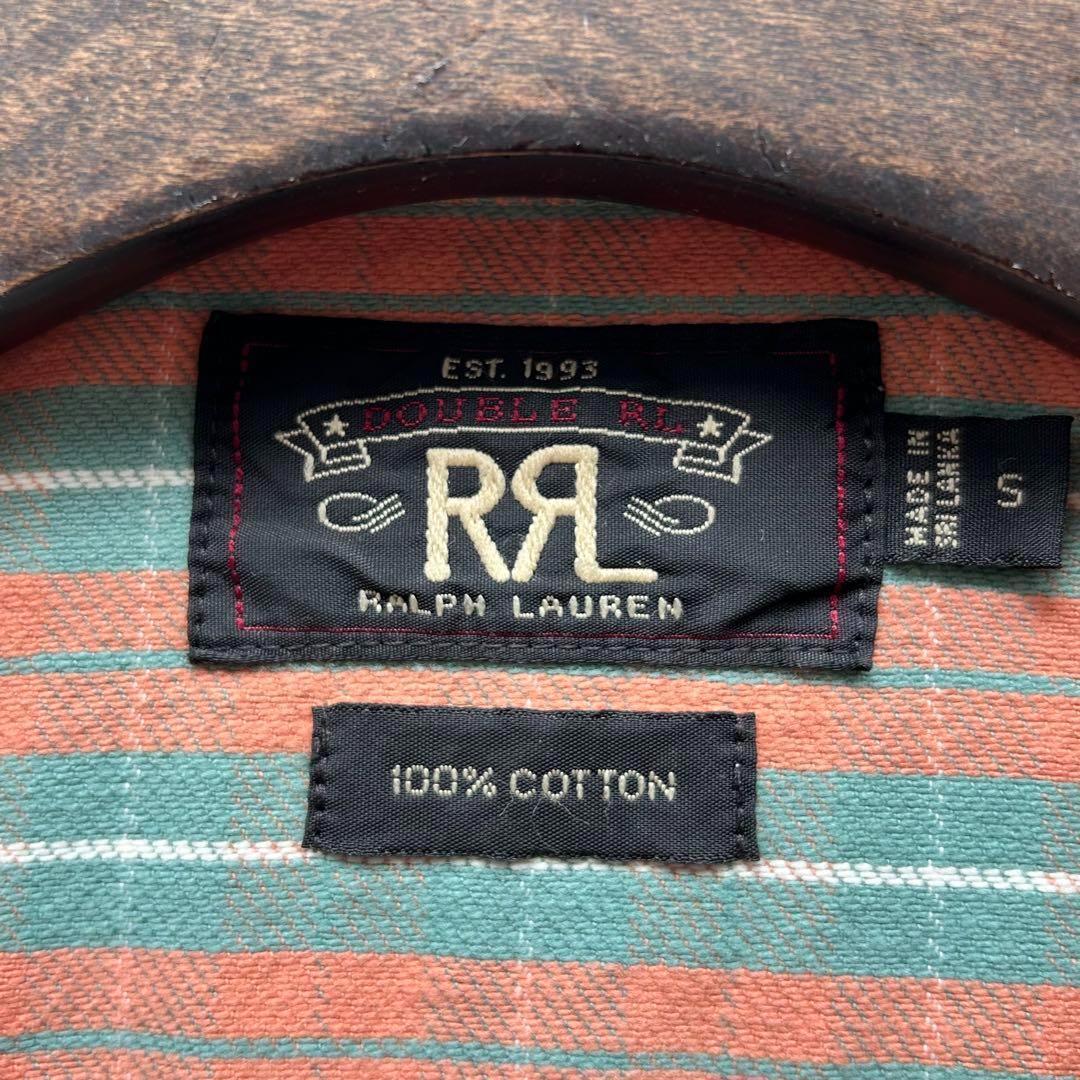 EST. 1993
DOUBLE RL
RRL
RALPH LAUREN
MADE IN
SRI LANKA
S
100% COTTON